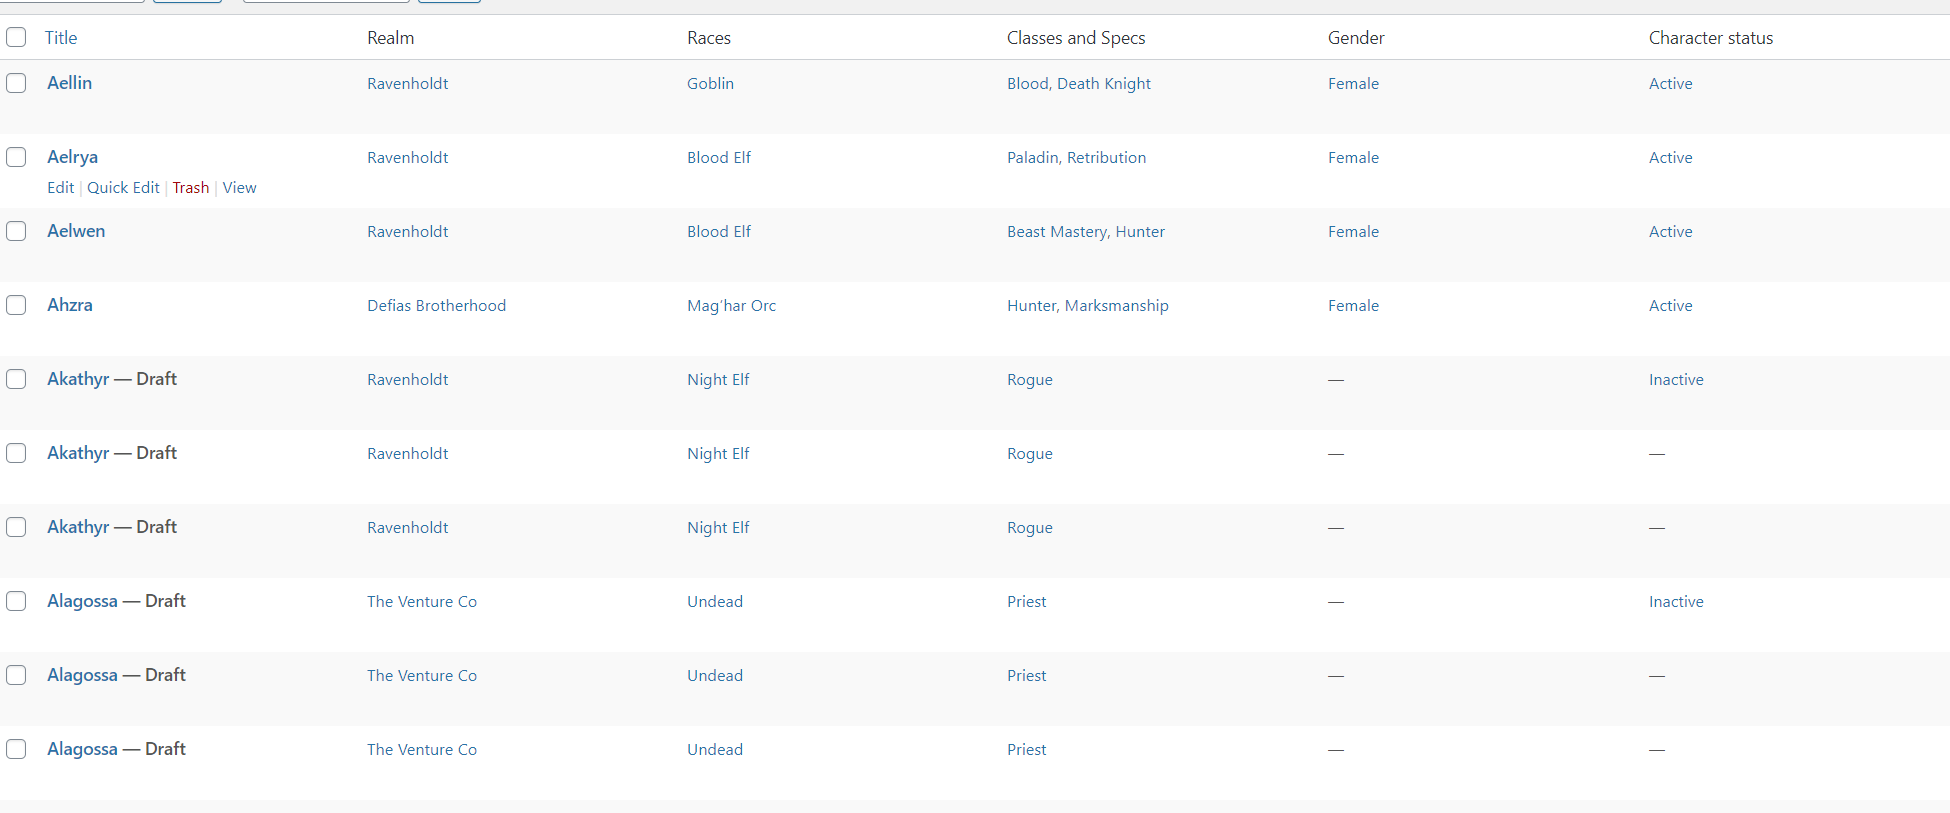 Title Realm Races Classes and Specs Gender Character status
Aellin Ravenholdt Goblin Blood, Death Knight Female Active
Aelrya Ravenholdt Blood Elf Paladin, Retribution Female Active
Edit | Quick Edit | Trash | View
Aelwen Ravenholdt Blood Elf Beast Mastery, Hunter Female Active
Ahzra Defias Brotherhood Mag’har Orc Hunter, Marksmanship Female Active
Akathyr — Draft Ravenholdt Night Elf Rogue — Inactive
Akathyr — Draft Ravenholdt Night Elf Rogue — —
Akathyr — Draft Ravenholdt Night Elf Rogue — —
Alagossa — Draft The Venture Co Undead Priest — Inactive
Alagossa — Draft The Venture Co Undead Priest — —
Alagossa — Draft The Venture Co Undead Priest — —